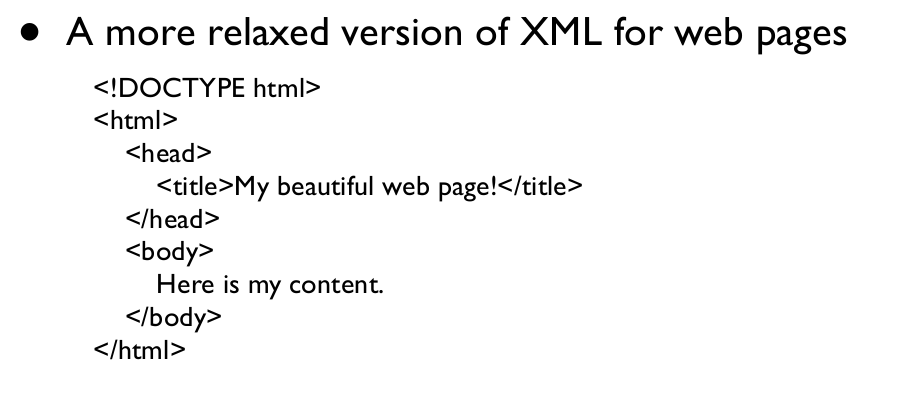 • A more relaxed version of XML for web pages
<!DOCTYPE html>
<html>
<head>
<title>My beautiful web page!</title>
</head>
<body>
Here is my content.
</body>
</html>